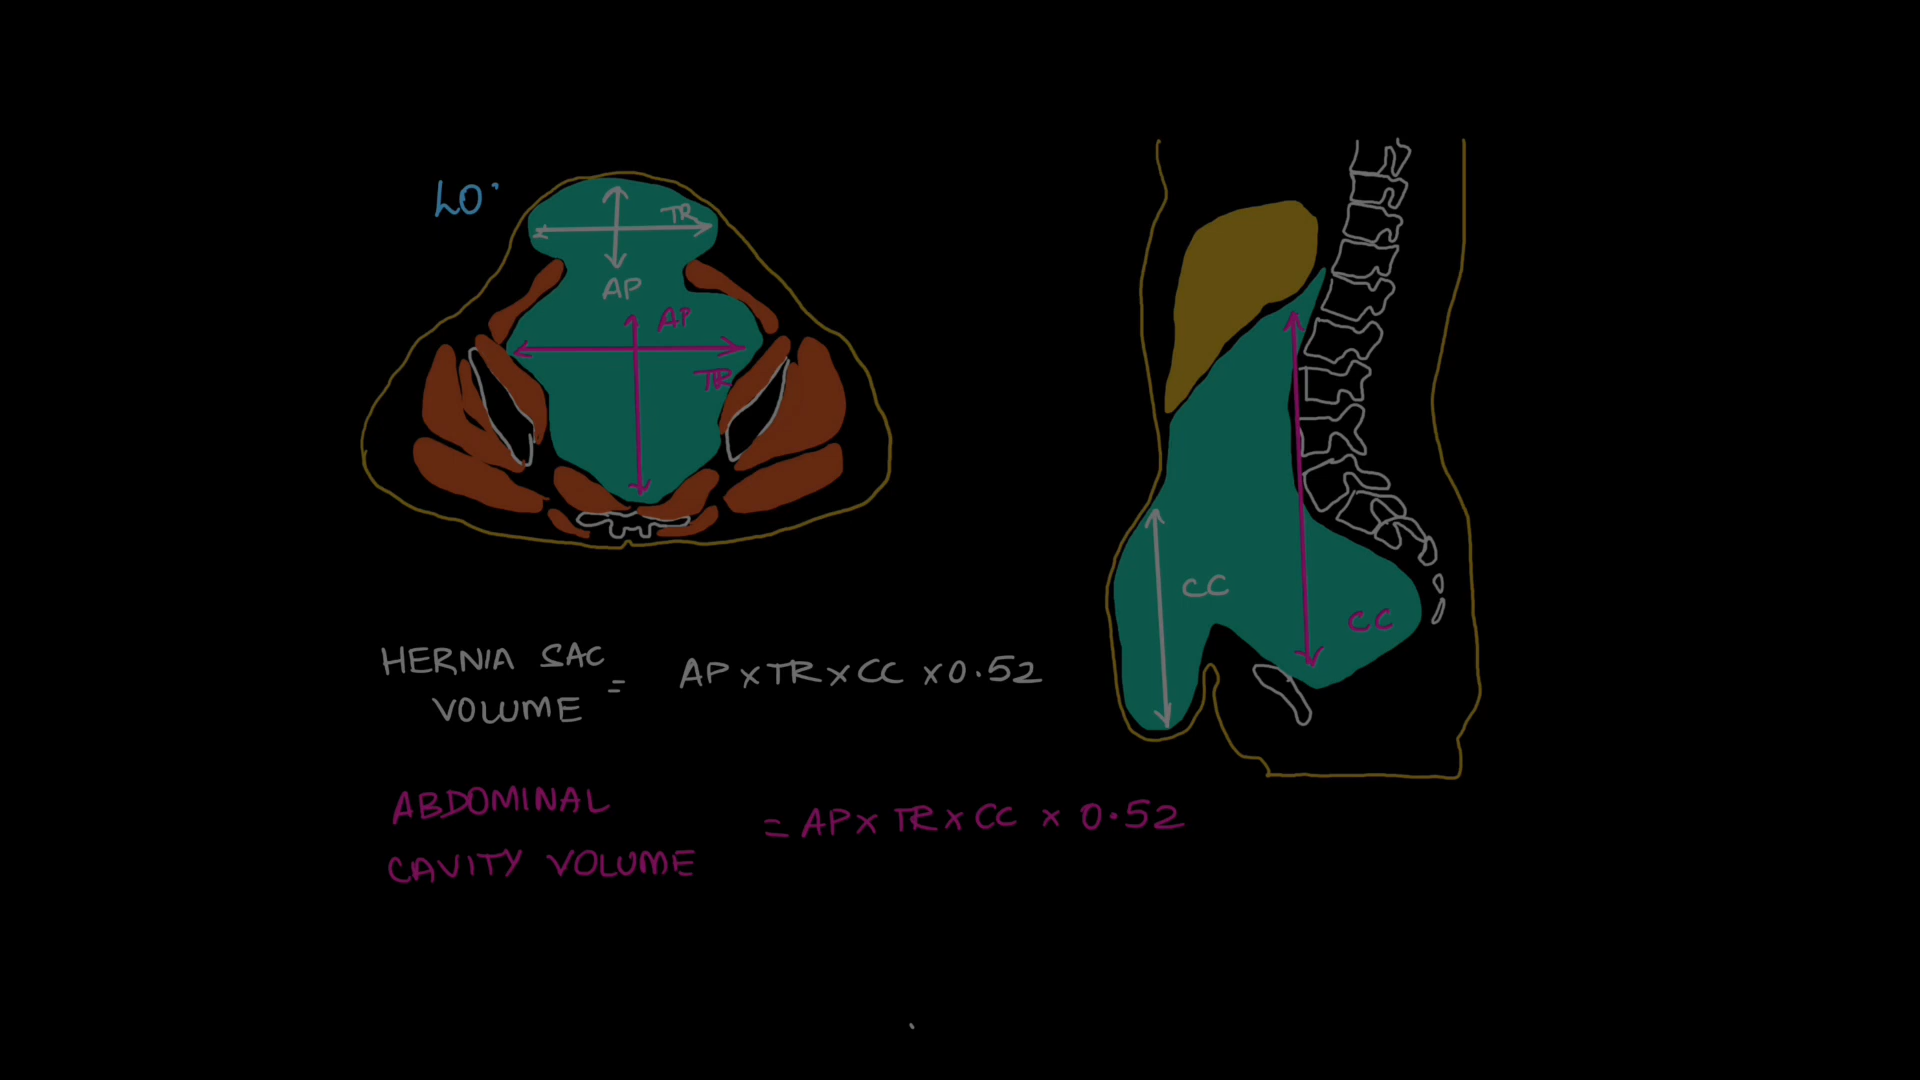 LO
TR
AP
AP
TR
CC
CC
HERNIA SAC
VOLUME
= AP x TR x CC x 0.52
ABDOMINAL
CAVITY VOLUME
= AP x TR x CC x 0.52